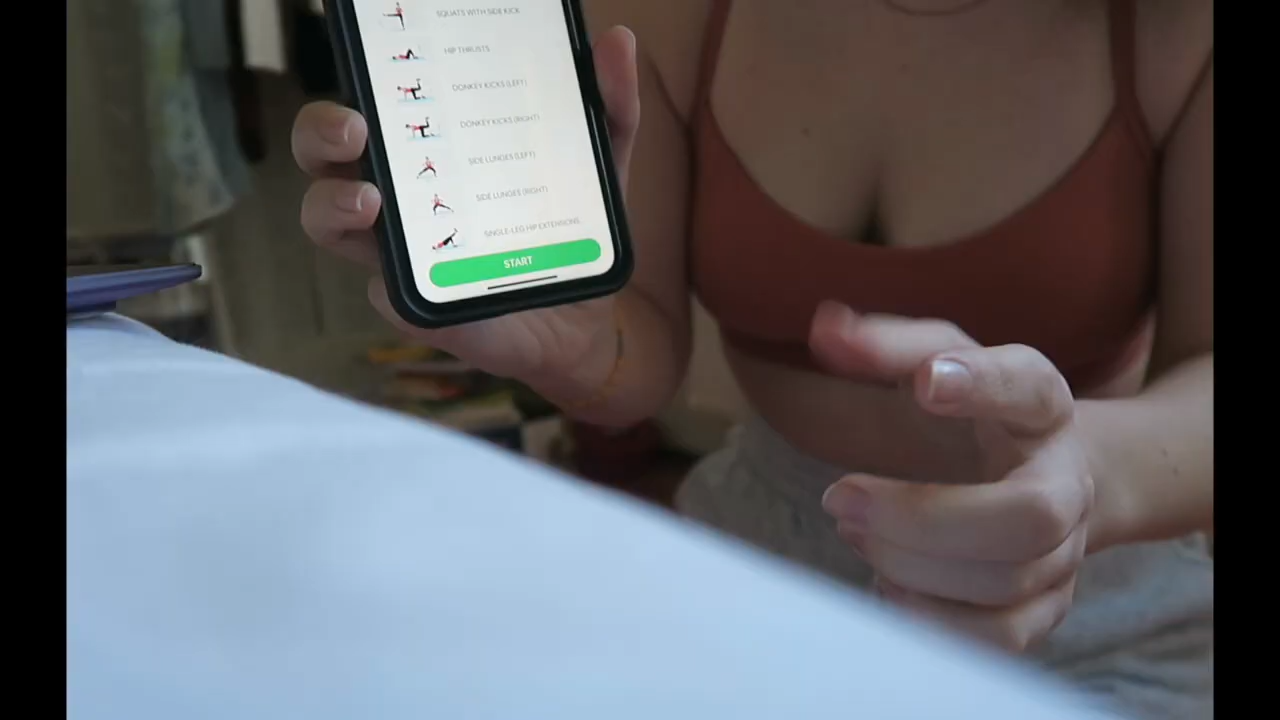 SQUATS WITH SIDE KICK
HIP THRUSTS
DONKEY KICKS (LEFT)
DONKEY KICKS (RIGHT)
SIDE LUNGES (LEFT)
SIDE LUNGES (RIGHT)
SINGLE-LEG HIP EXTENSIONS
START